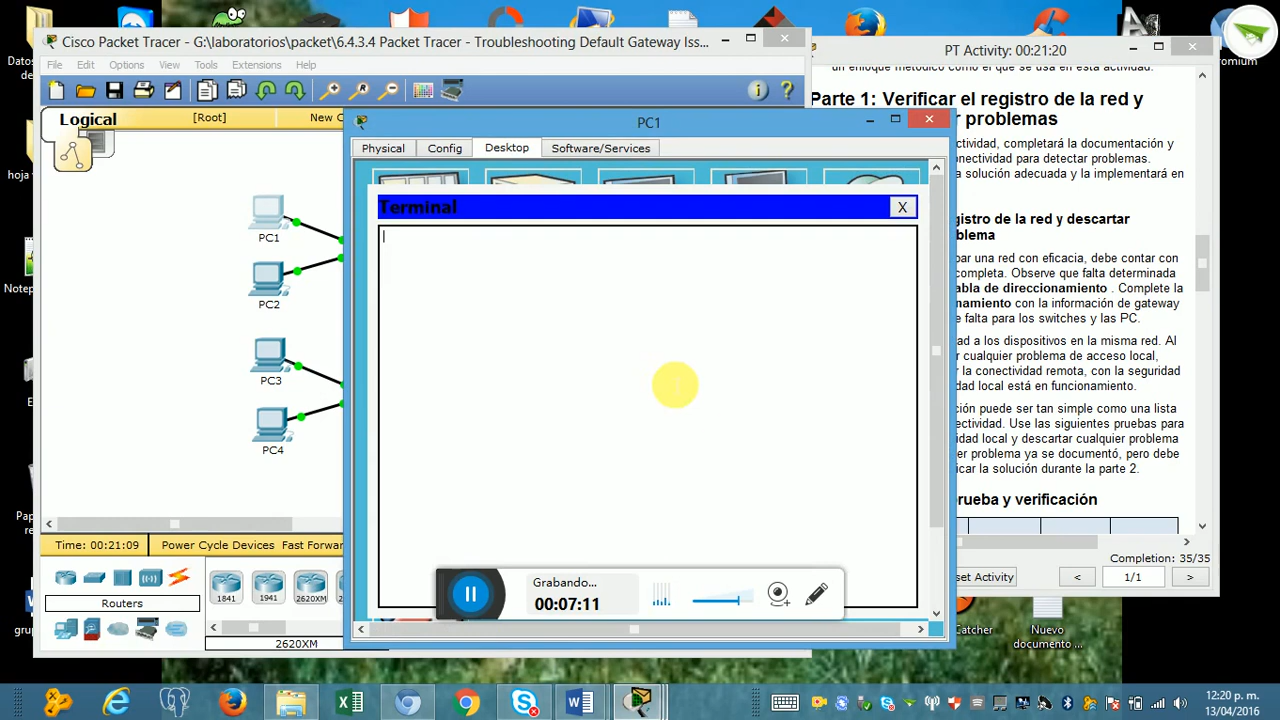 Datos
Cisco Packet Tracer - G:\laboratorios\packet\6.4.3.4 Packet Tracer - Troubleshooting Default Gateway Iss...
File Edit Options View Tools Extensions Help
Logical
[Root]
New C
PC1
PC2
PC3
PC4
Time: 00:21:09
Power Cycle Devices Fast Forward
Routers
1841
1941
2620XM
2620XM
PC1
Physical
Config
Desktop
Software/Services
Terminal
X
Grabando...
00:07:11
PT Activity: 00:21:20
un enfoque metódico como el que se usa en esta actividad.
Parte 1: Verificar el registro de la red y
problemas
ctividad, completará la documentación y
onectividad para detectar problemas.
a solución adecuada y la implementará en
gistro de la red y descartar
blema
par una red con eficacia, debe contar con
completa. Observe que falta determinada
abla de direccionamiento . Complete la
namiento con la información de gateway
e falta para los switches y las PC.
ad a los dispositivos en la misma red. Al
r cualquier problema de acceso local,
r la conectividad remota, con la seguridad
dad local está en funcionamiento.
ción puede ser tan simple como una lista
ectividad. Use las siguientes pruebas para
idad local y descartar cualquier problema
er problema ya se documentó, pero debe
icar la solución durante la parte 2.
rueba y verificación
Completion: 35/35
set Activity
<
1/1
>
hoja
Notep
Pap
re
grup
romium
Catcher
Nuevo
documento ...
12:20 p. m.
13/04/2016